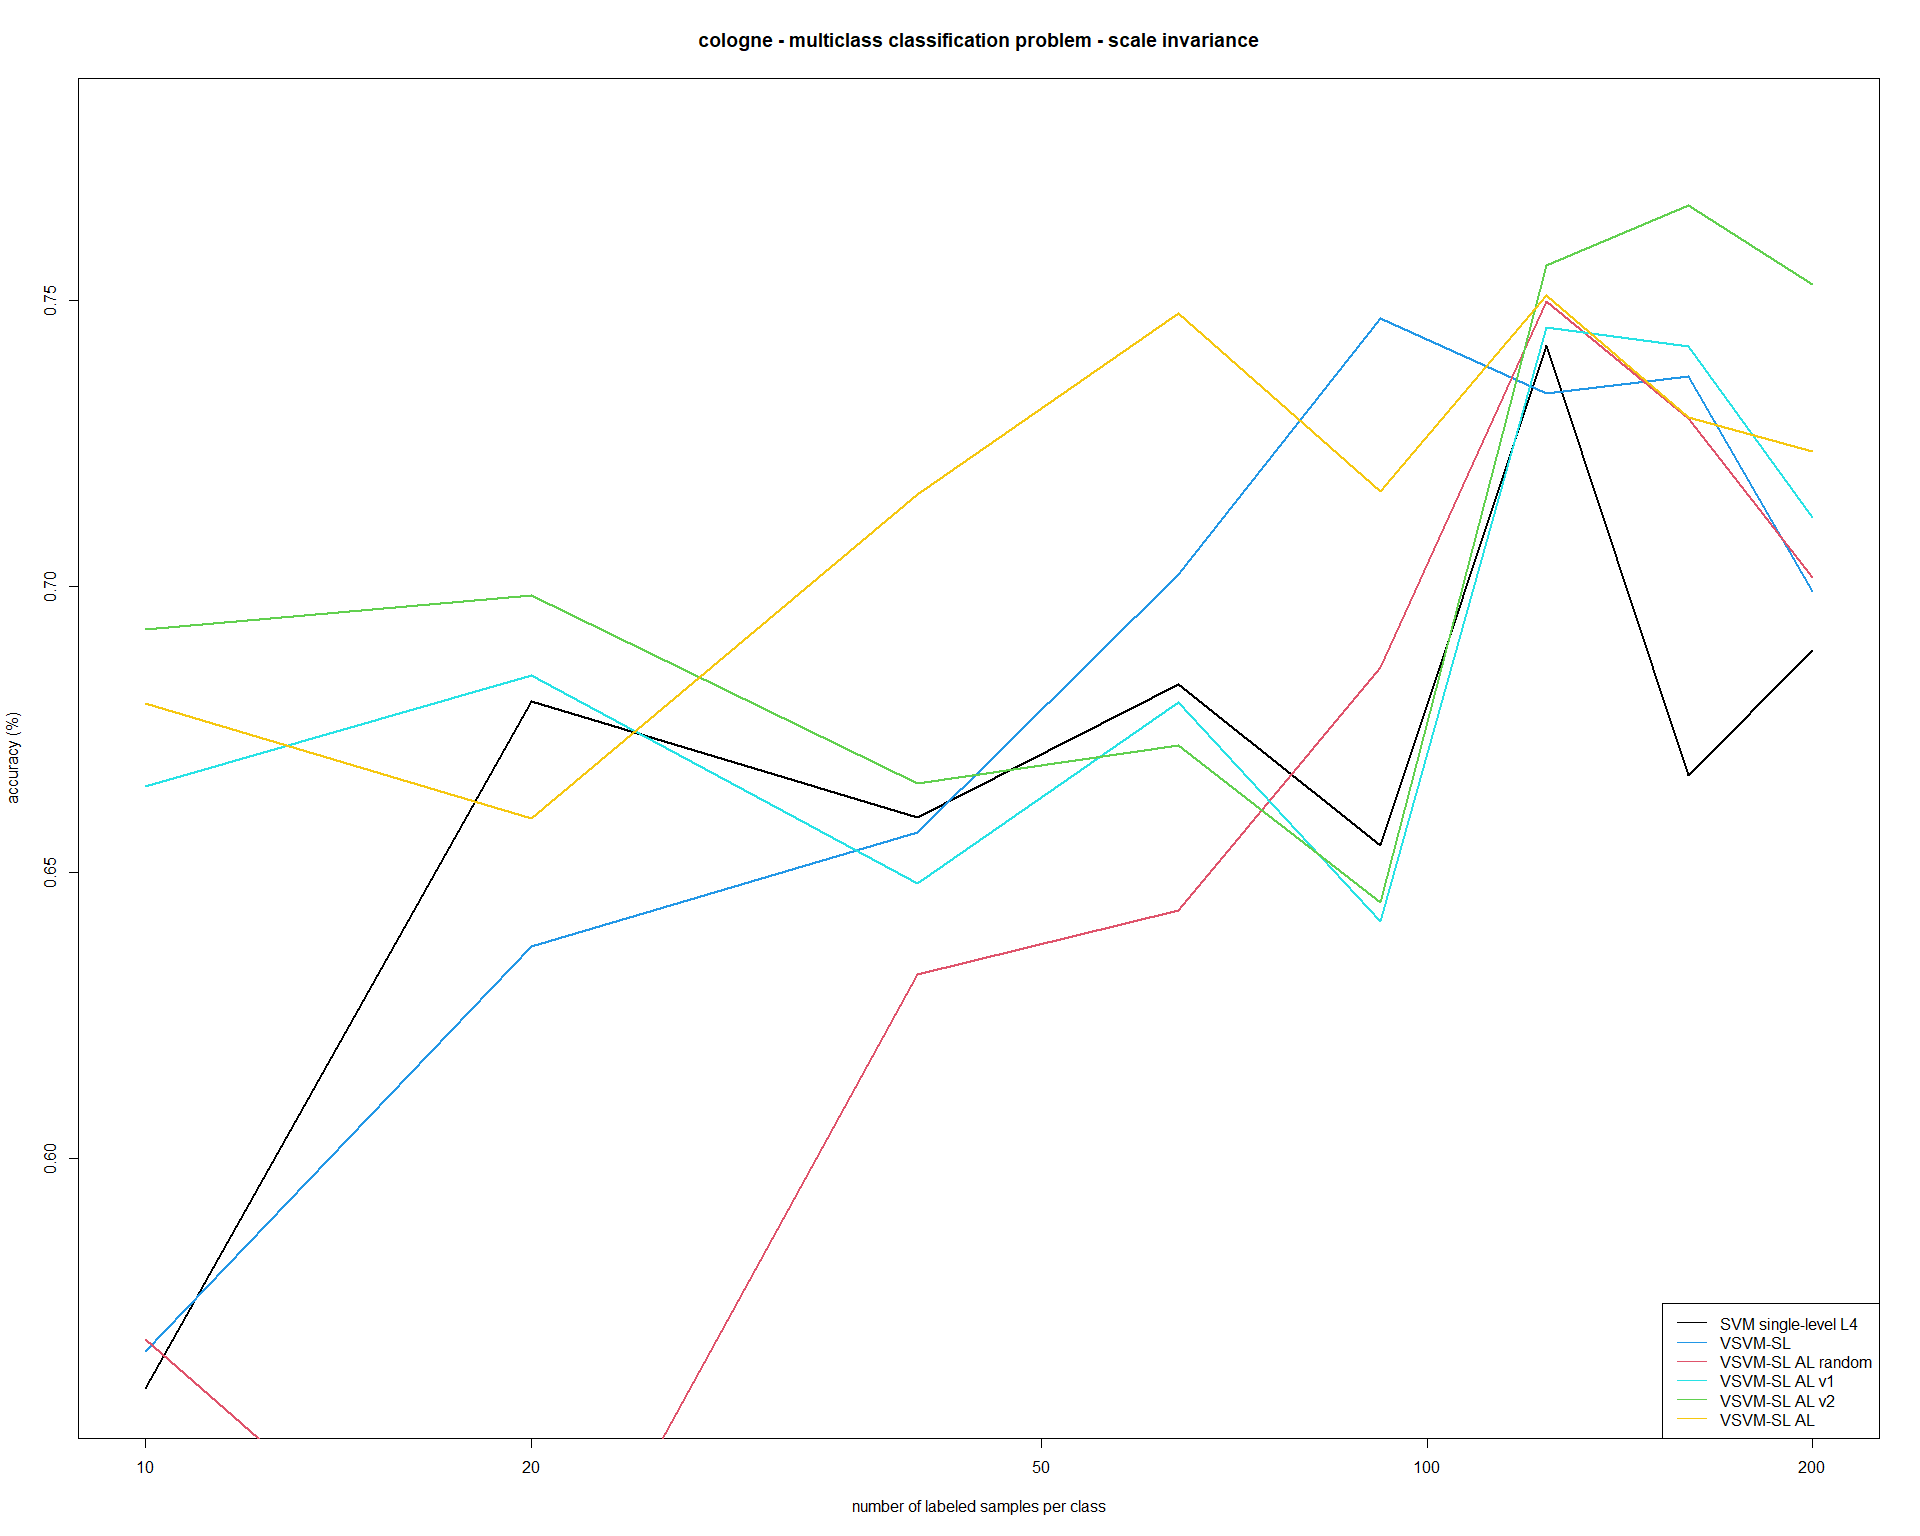 cologne - multiclass classification problem - scale invariance
accuracy (%)
0.75
0.70
0.65
0.60
10
20
50
100
200
number of labeled samples per class
SVM single-level L4
VSVM-SL
VSVM-SL AL random
VSVM-SL AL v1
VSVM-SL AL v2
VSVM-SL AL